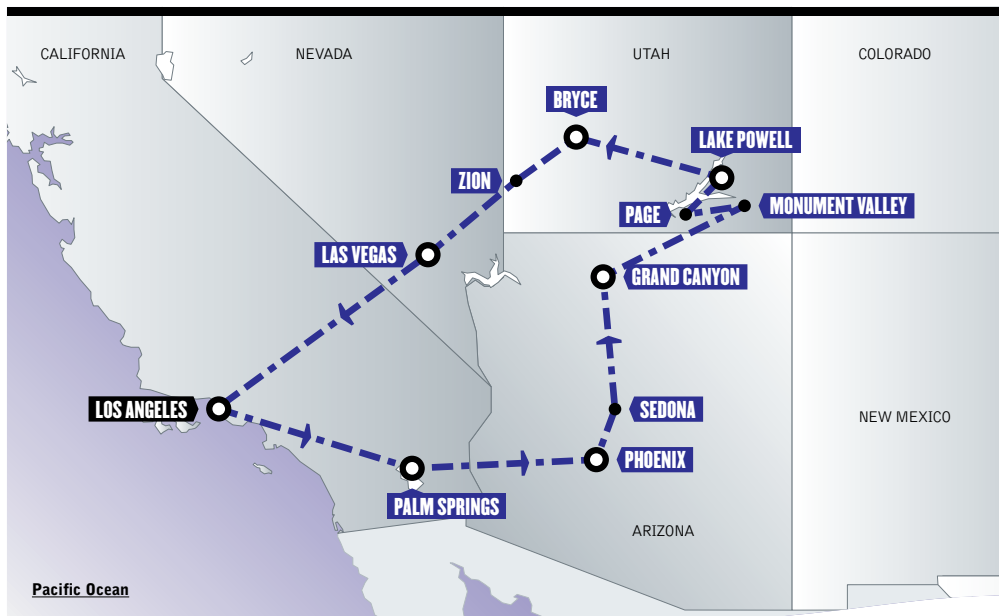 CALIFORNIA
NEVADA
UTAH
COLORADO
BRYCE
LAKE POWELL
ZION
PAGE
MONUMENT VALLEY
LAS VEGAS
GRAND CANYON
LOS ANGELES
SEDONA
NEW MEXICO
PHOENIX
PALM SPRINGS
ARIZONA
Pacific Ocean